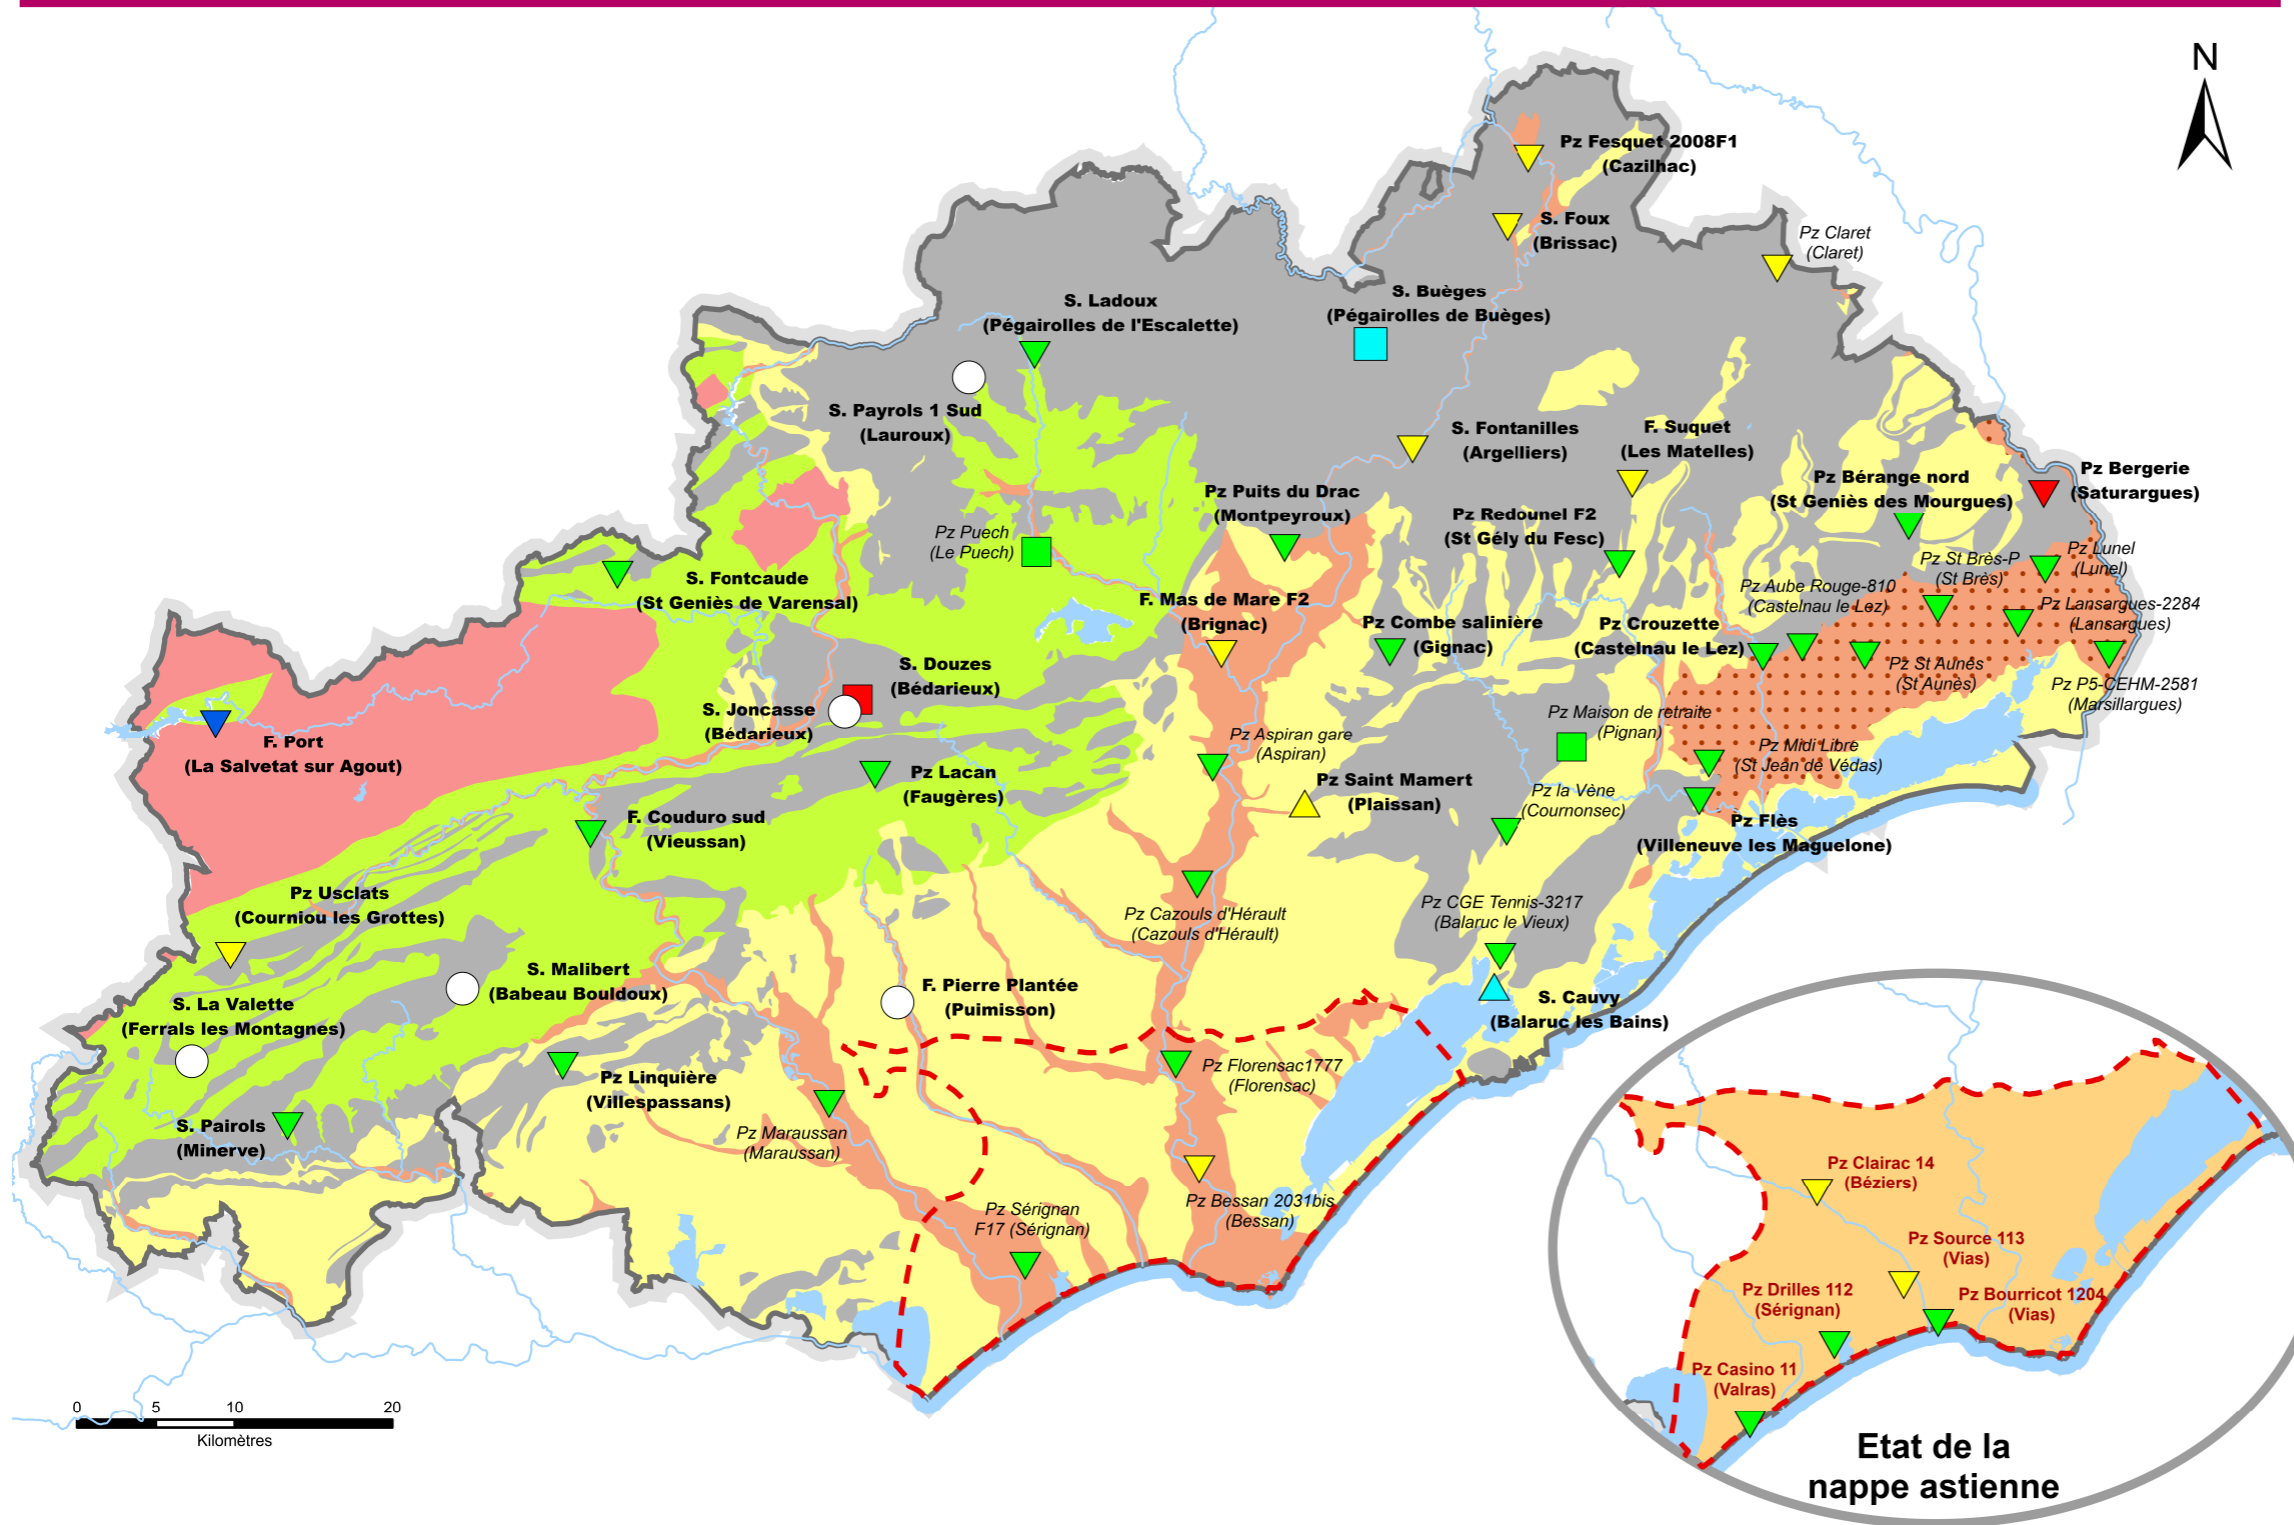 N
Pz Fesquet 2008F1
(Cazilhac)
S. Foux
(Brissac)
Pz Claret
(Claret)
S. Ladoux
(Pégairolles de l'Escalette)
S. Buèges
(Pégairolles de Buèges)
S. Payrols 1 Sud
(Lauroux)
S. Fontanilles
(Argelliers)
F. Suquet
(Les Matelles)
Pz Bérange nord
(St Geniès des Mourgues)
Pz Bergerie
(Saturargues)
Pz Puits du Drac
(Montpeyroux)
Pz Redounel F2
(St Gély du Fesc)
Pz Puech
(Le Puech)
Pz St Brès-P
(St Brès)
Pz Lunel
(Lunel)
S. Fontcaude
(St Geniès de Varensal)
Pz Aube Rouge-810
(Castelnau le Lez)
F. Mas de Mare F2
(Brignac)
Pz Combe salinière
(Gignac)
Pz Crouzette
(Castelnau le Lez)
Pz Lansargues-2284
(Lansargues)
S. Douzes
(Bédarieux)
Pz St Aunès
(St Aunès)
Pz P5-CEHM-2581
(Marsillargues)
S. Joncasse
(Bédarieux)
Pz Maison de retraite
(Pignan)
F. Port
(La Salvetat sur Agout)
Pz Aspiran gare
(Aspiran)
Pz Midi Libre
(St Jean de Védas)
Pz Lacan
(Faugères)
Pz Saint Mamert
(Plaissan)
Pz la Vène
(Cournonsec)
F. Couduro sud
(Vieussan)
Pz Flès
(Villeneuve les Maguelone)
Pz Usclats
(Courniou les Grottes)
Pz Cazouls d'Hérault
(Cazouls d'Hérault)
Pz CGE Tennis-3217
(Balaruc le Vieux)
S. Malibert
(Babeau Bouldoux)
F. Pierre Plantée
(Puimisson)
S. La Valette
(Ferrals les Montagnes)
S. Cauvy
(Balaruc les Bains)
Pz Florensac1777
(Florensac)
Pz Linquière
(Villespassans)
S. Pairols
(Minerve)
Pz Maraussan
(Maraussan)
Pz Bessan 2031bis
(Bessan)
Pz Sérignan
F17 (Sérignan)
Pz Clairac 14
(Béziers)
Pz Source 113
(Vias)
Pz Drilles 112
(Sérignan)
Pz Bourricot 1204
(Vias)
Pz Casino 11
(Valras)
Etat de la
nappe astienne
0 5 10 20
Kilomètres